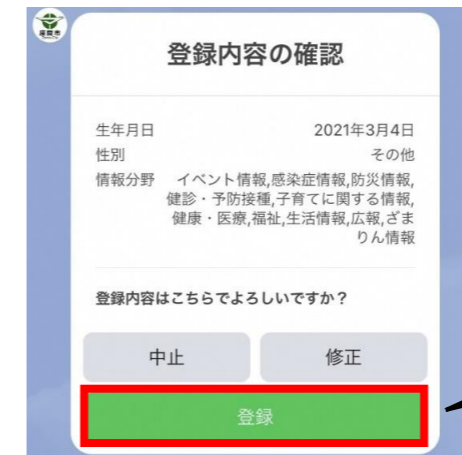 座間市
登録内容の確認
生年月日 2021年3月4日
性別 その他
情報分野 イベント情報,感染症情報,防災情報,
健診・予防接種,子育てに関する情報,
健康・医療,福祉,生活情報,広報,ざま
りん情報
登録内容はこちらでよろしいですか？
中止 修正
登録